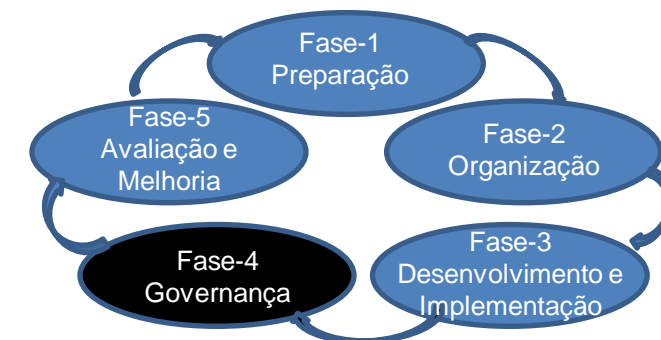 Fase-1
Preparação
Fase-2
Organização
Fase-3
Desenvolvimento e
Implementação
Fase-4
Governança
Fase-5
Avaliação e
Melhoria